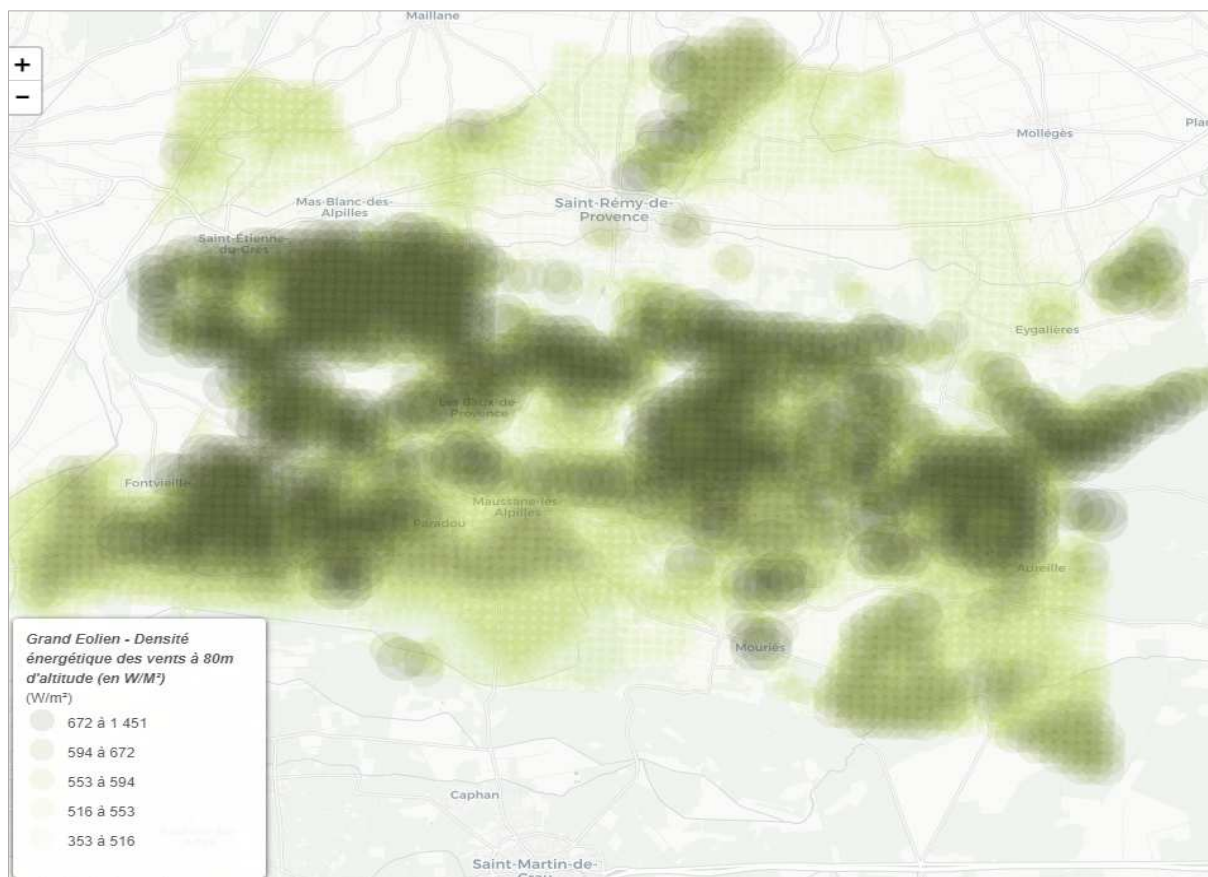 Maillane
+
−
Mollégès
Plan
Mas-Blanc-des-
Alpilles
Saint-Rémy-de-
Provence
Saint-Étienne-
du-Grès
Eygalières
Les Baux-de-
Provence
Fontvieille
Maussane-les-
Alpilles
Paradou
Aureille
Mouriès
Grand Eolien - Densité
énergétique des vents à 80m
d'altitude (en W/M²)
(W/m²)
672 à 1 451
594 à 672
553 à 594
516 à 553
353 à 516
Caphan
Saint-Martin-de-
Crau